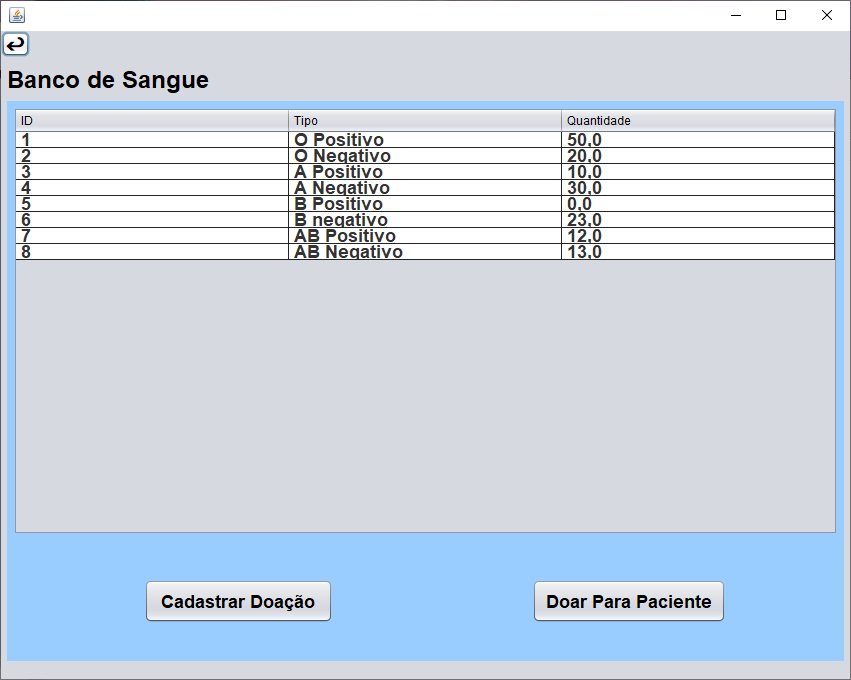 Banco de Sangue
ID Tipo Quantidade
1 O Positivo 50,0
2 O Negativo 20,0
3 A Positivo 10,0
4 A Negativo 30,0
5 B Positivo 0,0
6 B negativo 23,0
7 AB Positivo 12,0
8 AB Negativo 13,0
Cadastrar Doação Doar Para Paciente